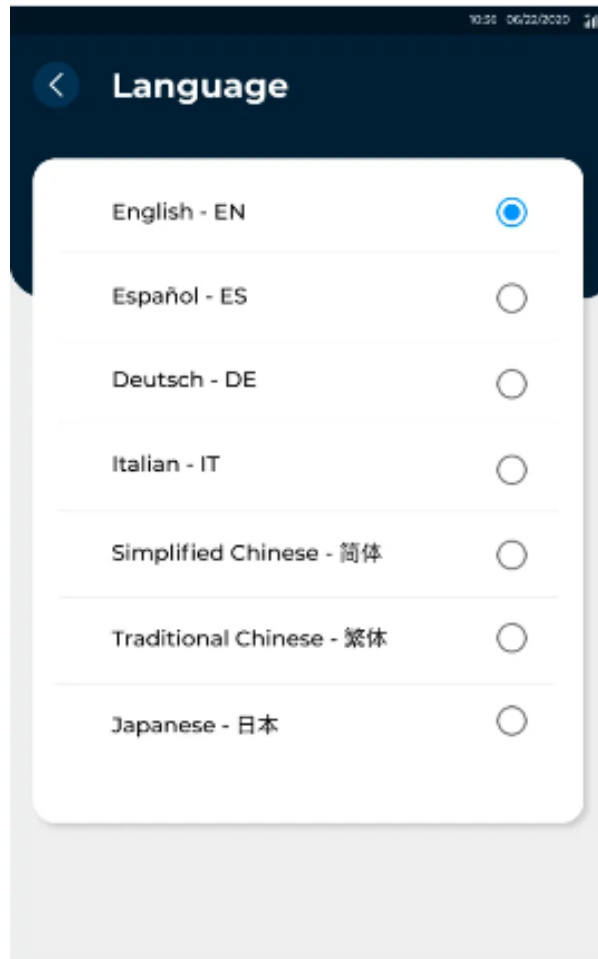 10:56 06/22/2020
Language
English - EN
Español - ES
Deutsch - DE
Italian - IT
Simplified Chinese - 简体
Traditional Chinese - 繁体
Japanese - 日本